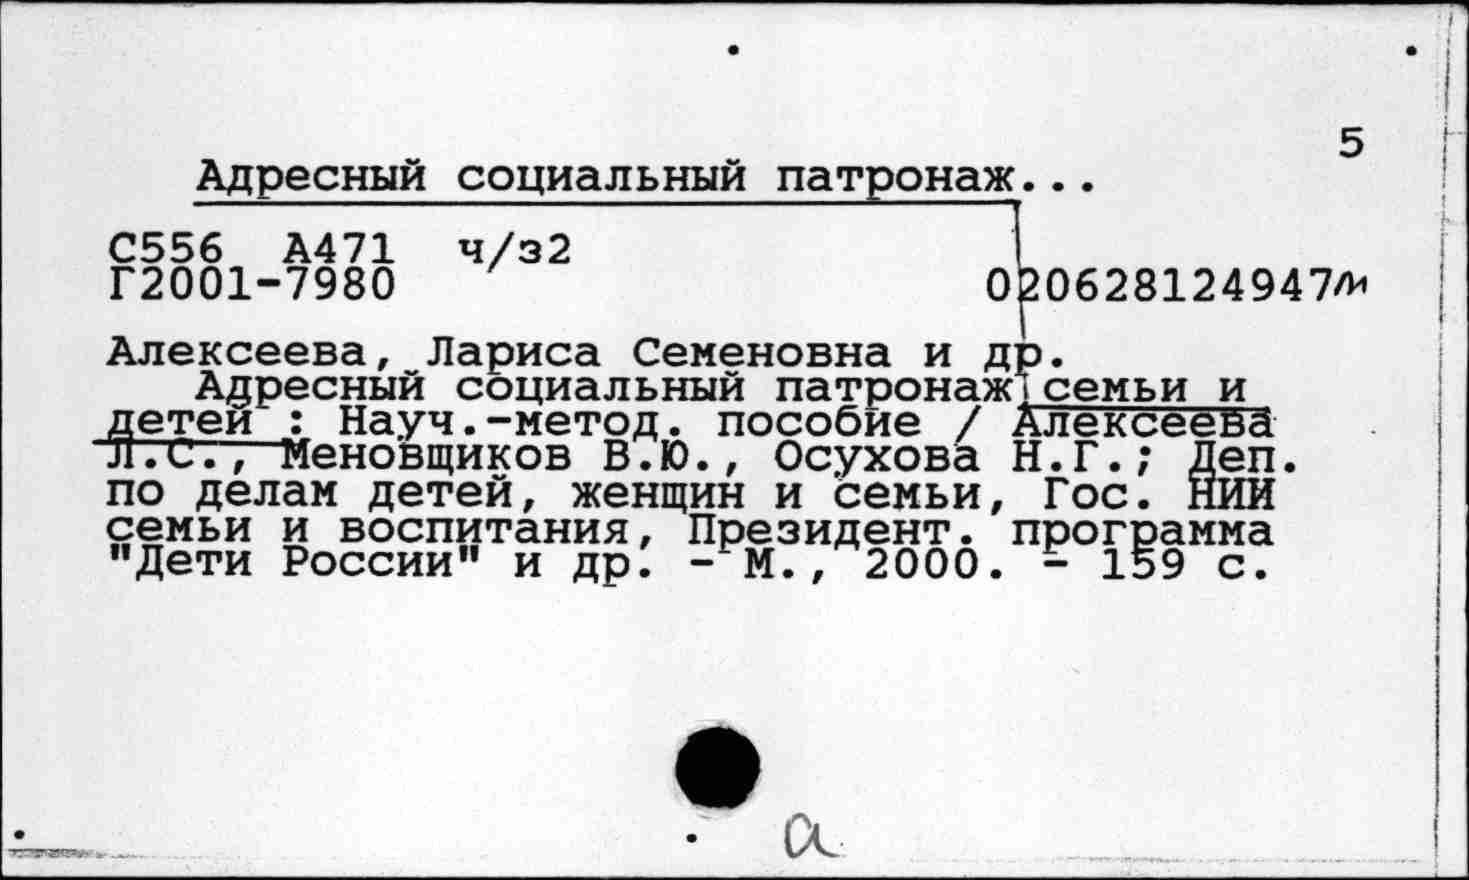 5
Адресный социальный патронаж...
С556 А471 ч/з2
Г2001-7980 020628124947ли
Алексеева, Лариса Семеновна и др.
Адресный социальный патронаж семьи и
детей : Науч.-метод. пособие / Алексеева
Л.С., Меновщиков В.Ю., Осухова Н.Г.; Деп.
по делам детей, женщин и семьи, Гос. НИИ
семьи и воспитания, Президент. программа
"Дети России" и др. - М., 2000. - 159 с.
а